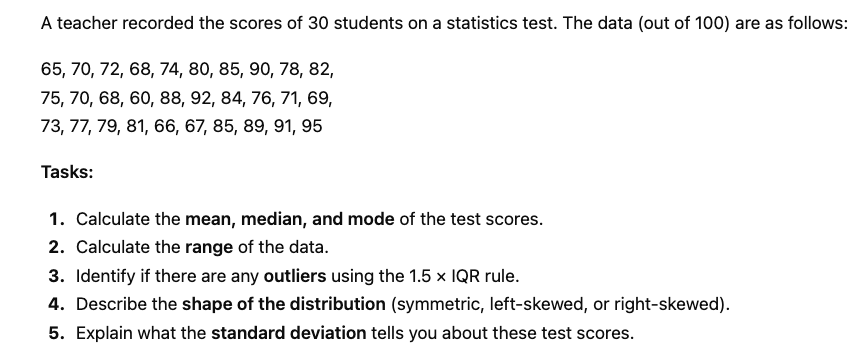 A teacher recorded the scores of 30 students on a statistics test. The data (out of 100) are as follows:
65, 70, 72, 68, 74, 80, 85, 90, 78, 82,
75, 70, 68, 60, 88, 92, 84, 76, 71, 69,
73, 77, 79, 81, 66, 67, 85, 89, 91, 95
Tasks:
1. Calculate the mean, median, and mode of the test scores.
2. Calculate the range of the data.
3. Identify if there are any outliers using the 1.5 × IQR rule.
4. Describe the shape of the distribution (symmetric, left-skewed, or right-skewed).
5. Explain what the standard deviation tells you about these test scores.